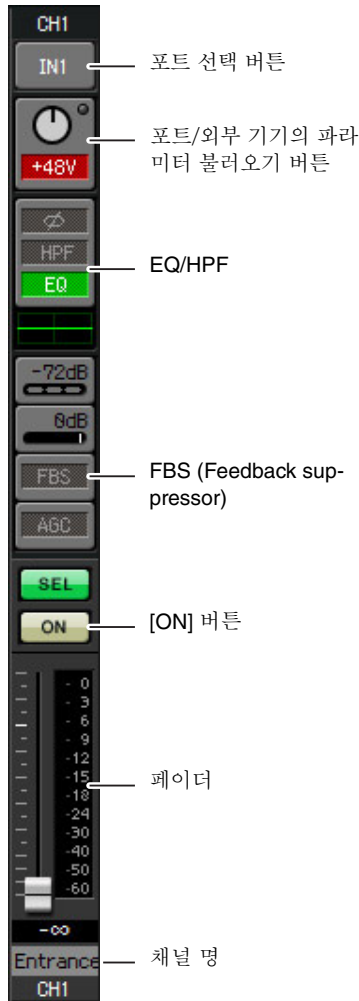 CH1
IN1
포트 선택 버튼
+48V
포트/외부 기기의 파라
미터 불러오기 버튼
HPF
EQ
EQ/HPF
-72dB
0dB
FBS
FBS (Feedback sup-
pressor)
AGC
SEL
ON
[ON] 버튼
0
3
6
9
-12
-15
-18
-24
-30
-40
-50
-60
페이더
-∞
Entrance
채널 명
CH1